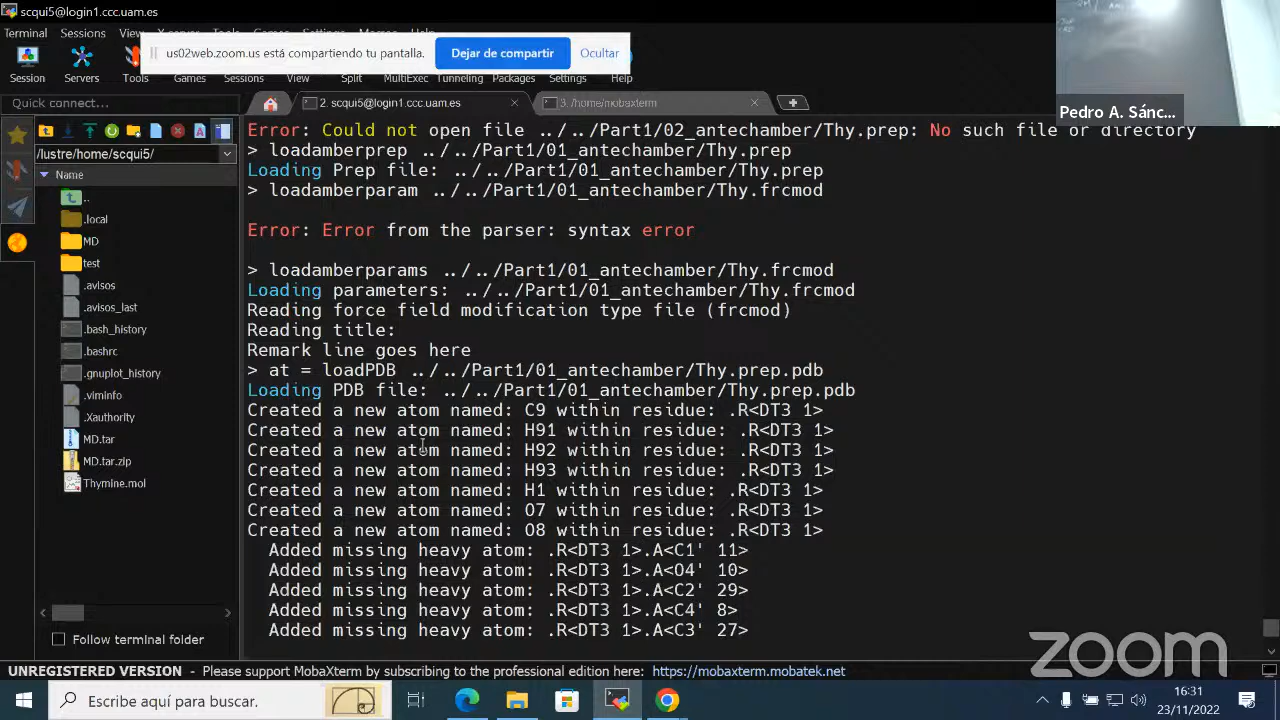 scqui5@login1.ccc.uam.es
Terminal Sessions View X server Tools Games Settings Macros Help
us02web.zoom.us está compartiendo tu pantalla. Dejar de compartir Ocultar
Session Servers Tools Games Sessions View Split MultiExec Tunneling Packages Settings Help
Pedro A. Sánc...
Quick connect...
2. scqui5@login1.ccc.uam.es
3. /home/mobaxterm
/lustre/home/scqui5/
Name
..
.local
MD
test
.avisos
.avisos_last
.bash_history
.bashrc
.gnuplot_history
.viminfo
.Xauthority
MD.tar
MD.tar.zip
Thymine.mol
Follow terminal folder
Error: Could not open file ../../Part1/02_antechamber/Thy.prep: No such file or directory
> loadamberprep ../../Part1/01_antechamber/Thy.prep
Loading Prep file: ../../Part1/01_antechamber/Thy.prep
> loadamberparam ../../Part1/01_antechamber/Thy.frcmod
Error: Error from the parser: syntax error
> loadamberparams ../../Part1/01_antechamber/Thy.frcmod
Loading parameters: ../../Part1/01_antechamber/Thy.frcmod
Reading force field modification type file (frcmod)
Reading title:
Remark line goes here
> at = loadPDB ../../Part1/01_antechamber/Thy.prep.pdb
Loading PDB file: ../../Part1/01_antechamber/Thy.prep.pdb
Created a new atom named: C9 within residue: .R<DT3 1>
Created a new atom named: H91 within residue: .R<DT3 1>
Created a new atom named: H92 within residue: .R<DT3 1>
Created a new atom named: H93 within residue: .R<DT3 1>
Created a new atom named: H1 within residue: .R<DT3 1>
Created a new atom named: O7 within residue: .R<DT3 1>
Created a new atom named: O8 within residue: .R<DT3 1>
Added missing heavy atom: .R<DT3 1>.A<C1' 11>
Added missing heavy atom: .R<DT3 1>.A<O4' 10>
Added missing heavy atom: .R<DT3 1>.A<C2' 29>
Added missing heavy atom: .R<DT3 1>.A<C4' 8>
Added missing heavy atom: .R<DT3 1>.A<C3' 27>
zoom
UNREGISTERED VERSION - Please support MobaXterm by subscribing to the professional edition here: https://mobaxterm.mobatek.net
Escribe aquí para buscar.
16:31
23/11/2022